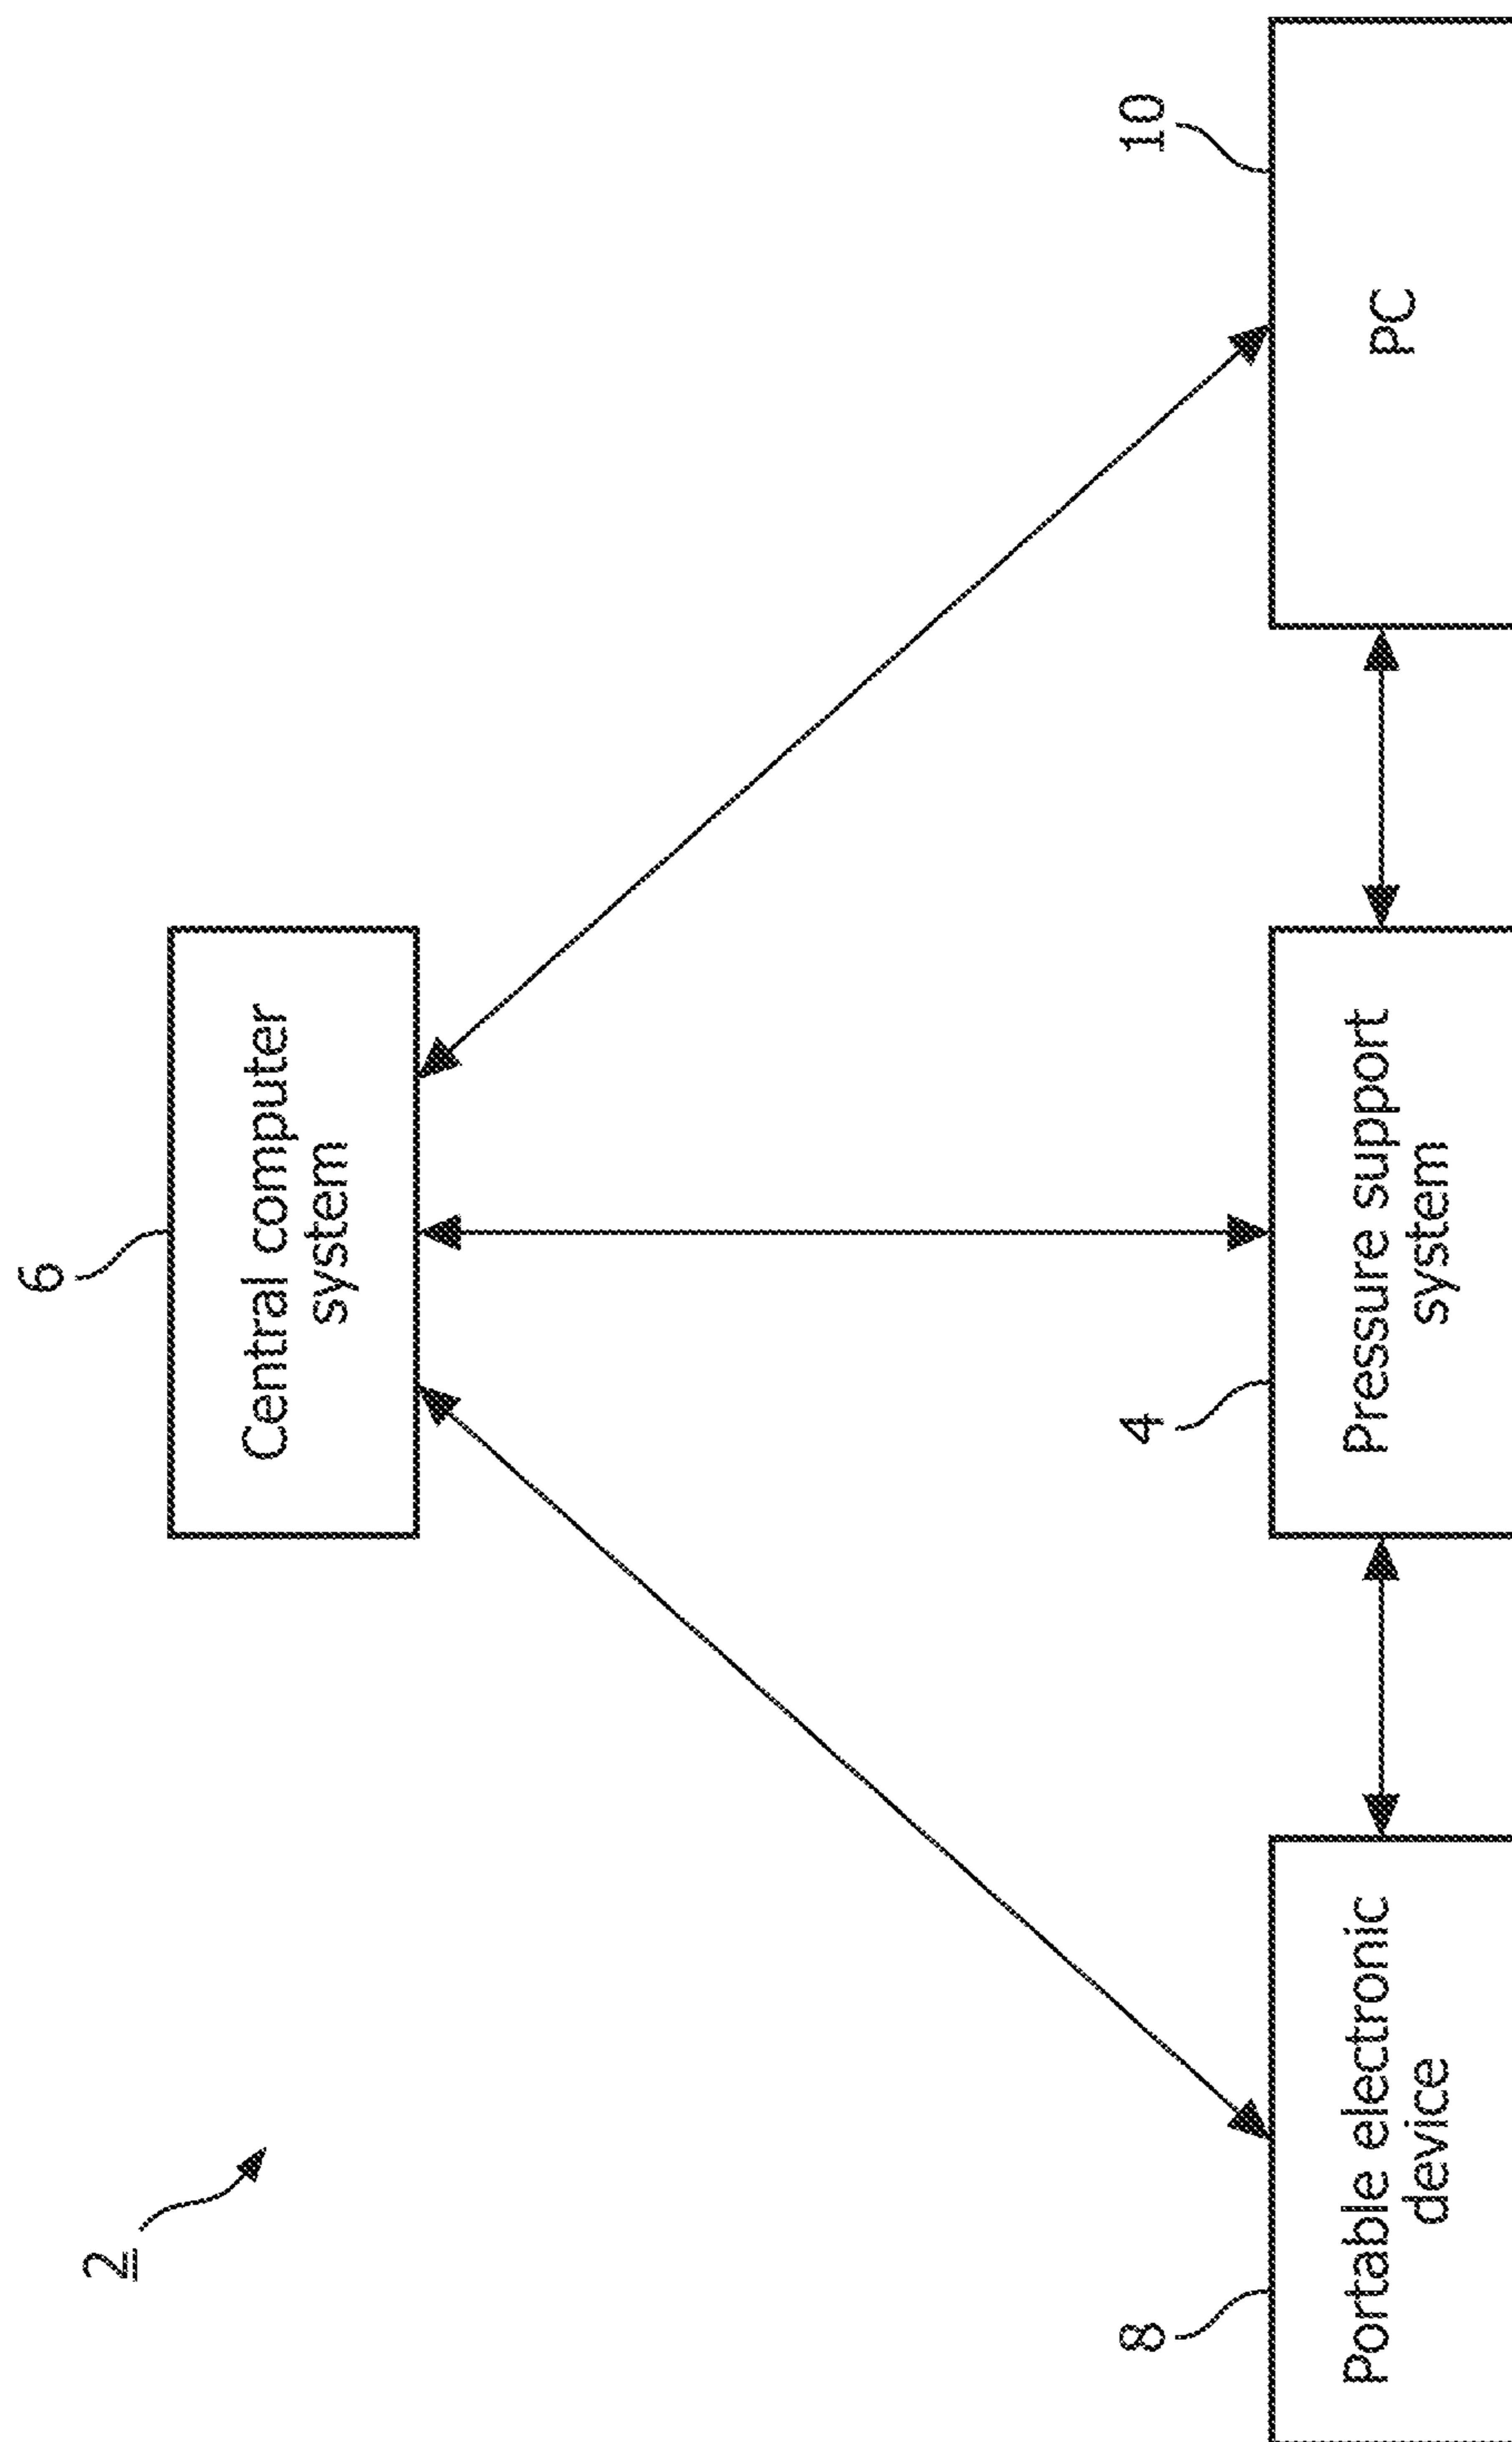 2
6
Central computer
system
8
Portable electronic
device
4
Pressure support
system
10
PC